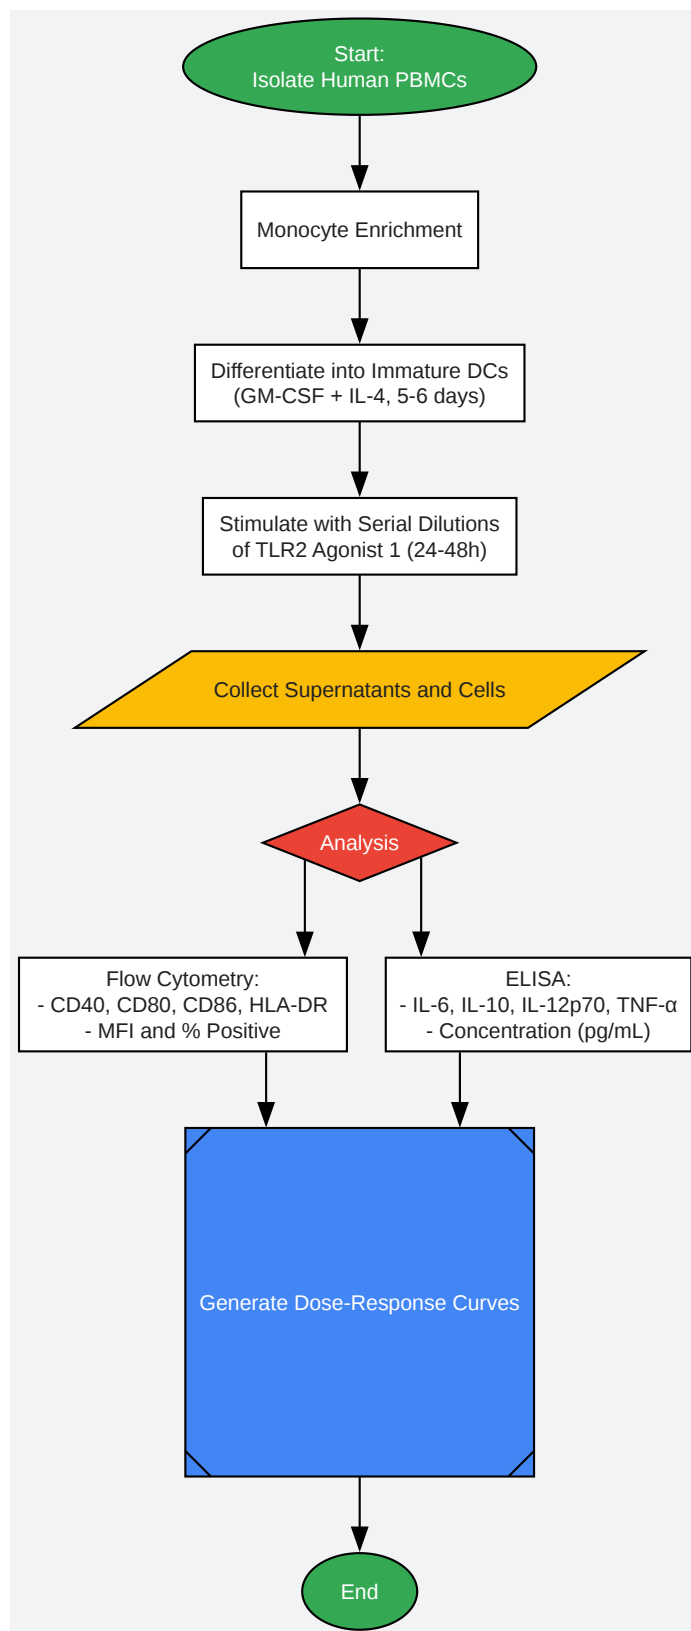 Start:
Isolate Human PBMCs
Monocyte Enrichment
Differentiate into Immature DCs
(GM-CSF + IL-4, 5-6 days)
Stimulate with Serial Dilutions
of TLR2 Agonist 1 (24-48h)
Collect Supernatants and Cells
Analysis
Flow Cytometry:
- CD40, CD80, CD86, HLA-DR
- MFI and % Positive
ELISA:
- IL-6, IL-10, IL-12p70, TNF-α
- Concentration (pg/mL)
Generate Dose-Response Curves
End